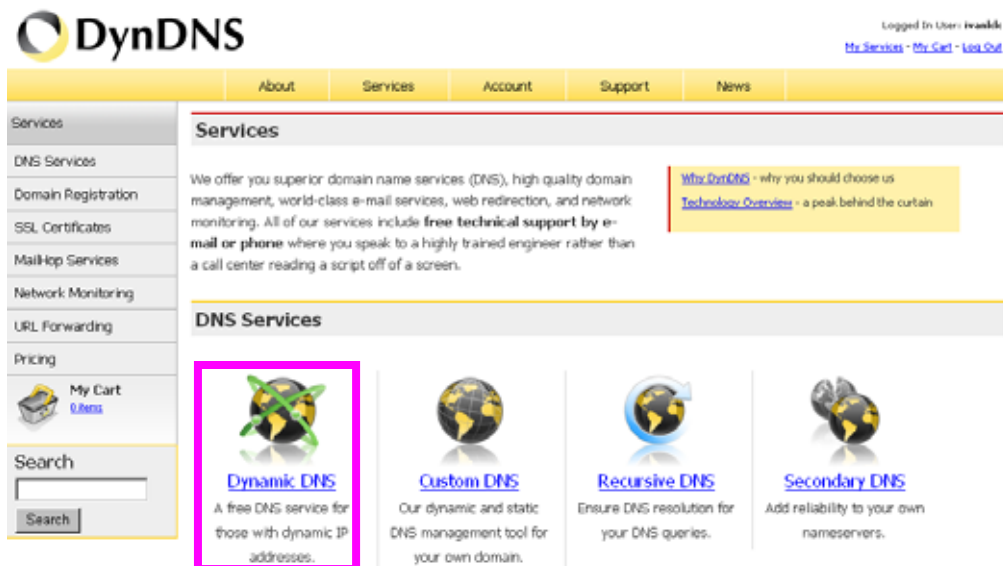 DynDNS
Logged In User: ivankk
My Services - My Cart - Log Out
About Services Account Support News
Services
DNS Services
Domain Registration
SSL Certificates
MailHop Services
Network Monitoring
URL Forwarding
Pricing
My Cart
0 items
Search
Search
Services
We offer you superior domain name services (DNS), high quality domain
management, world-class e-mail services, web redirection, and network
monitoring. All of our services include free technical support by e-
mail or phone where you speak to a highly trained engineer rather than
a call center reading a script off of a screen.
Why DynDNS - why you should choose us
Technology Overview - a peak behind the curtain
DNS Services
Dynamic DNS
A free DNS service for
those with dynamic IP
addresses.
Custom DNS
Our dynamic and static
DNS management tool for
your own domain.
Recursive DNS
Ensure DNS resolution for
your DNS queries.
Secondary DNS
Add reliability to your own
nameservers.